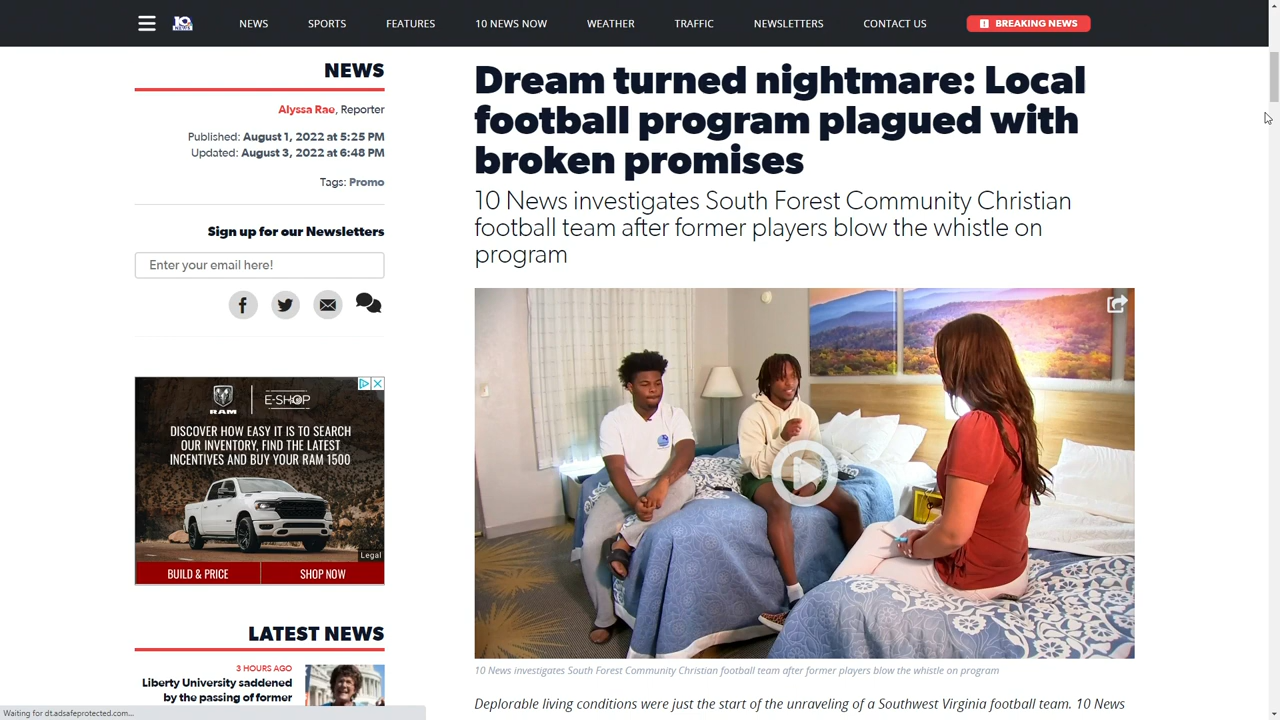 10 NEWS
NEWS
SPORTS
FEATURES
10 NEWS NOW
WEATHER
TRAFFIC
NEWSLETTERS
CONTACT US
BREAKING NEWS
NEWS
Alyssa Rae, Reporter
Published: August 1, 2022 at 5:25 PM
Updated: August 3, 2022 at 6:48 PM
Tags: Promo
Sign up for our Newsletters
Enter your email here!
RAM
E-SHOP
DISCOVER HOW EASY IT IS TO SEARCH
OUR INVENTORY, FIND THE LATEST
INCENTIVES AND BUY YOUR RAM 1500
Legal
BUILD & PRICE
SHOP NOW
LATEST NEWS
3 HOURS AGO
Liberty University saddened
by the passing of former
Dream turned nightmare: Local
football program plagued with
broken promises
10 News investigates South Forest Community Christian
football team after former players blow the whistle on
program
10 News investigates South Forest Community Christian football team after former players blow the whistle on program
Deplorable living conditions were just the start of the unraveling of a Southwest Virginia football team. 10 News
Waiting for dt.adsafeprotected.com...